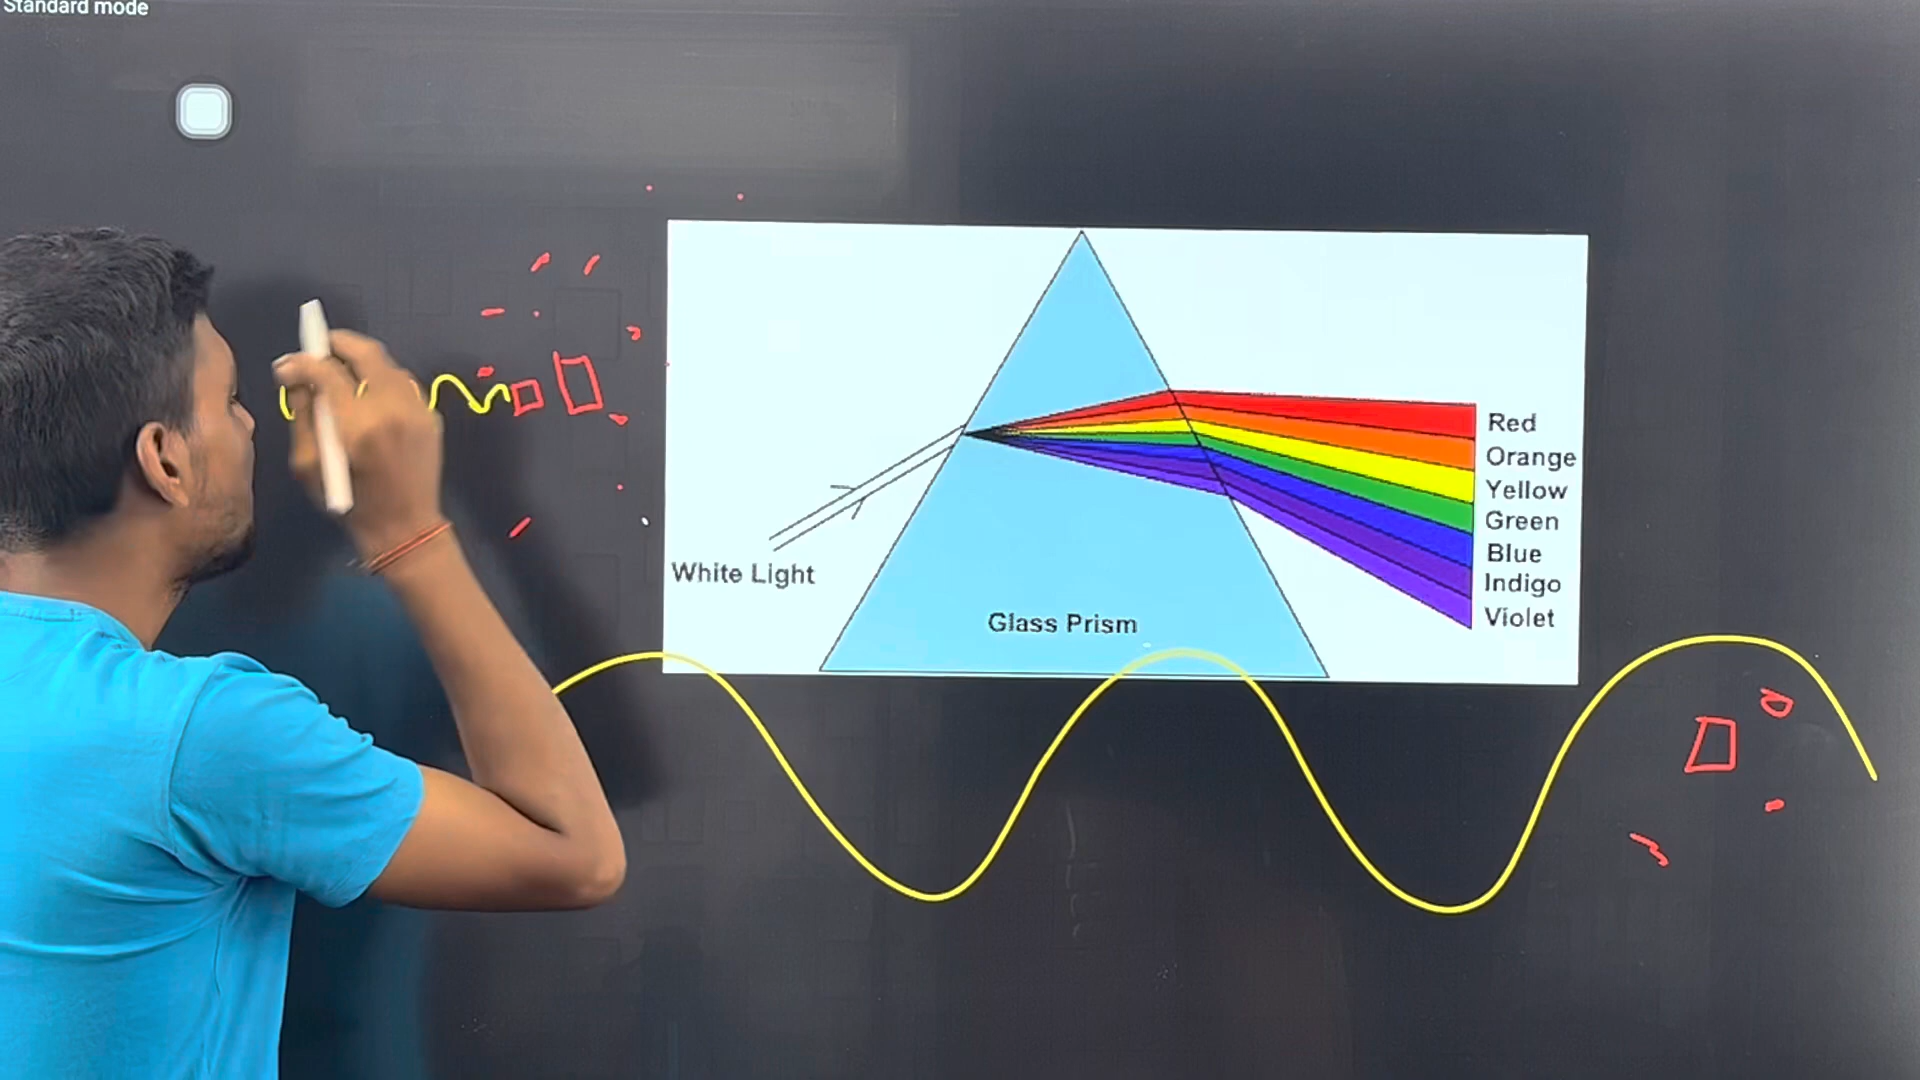 Standard mode
Red
Orange
Yellow
Green
Blue
Indigo
Violet
White Light
Glass Prism